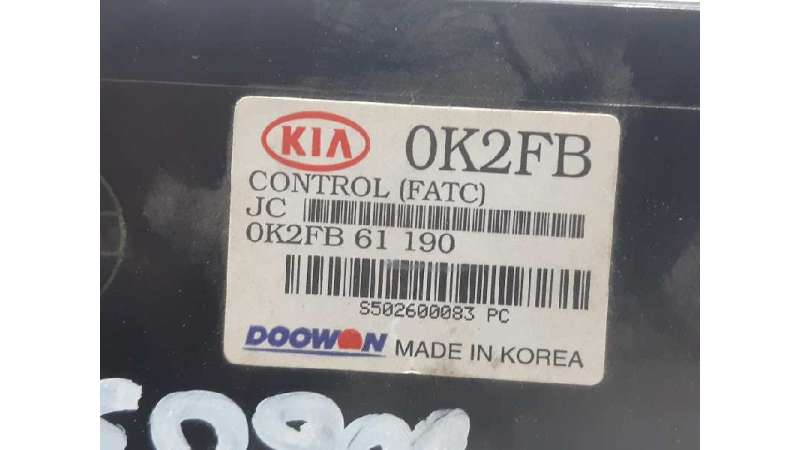 KIA 0K2FB
CONTROL (FATC)
JC
0K2FB 61 190
S502600083 PC
DOOWON MADE IN KOREA